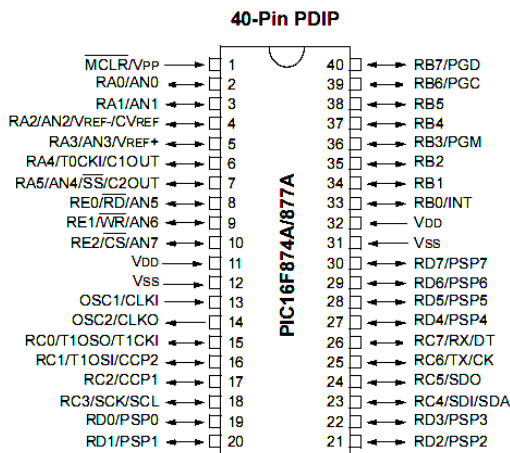 40-Pin PDIP
MCLR/VPP 1 40 RB7/PGD
RA0/AN0 2 39 RB6/PGC
RA1/AN1 3 38 RB5
RA2/AN2/VREF-/CVREF 4 37 RB4
RA3/AN3/VREF+ 5 36 RB3/PGM
RA4/T0CKI/C1OUT 6 35 RB2
RA5/AN4/SS/C2OUT 7 34 RB1
RE0/RD/AN5 8 33 RB0/INT
RE1/WR/AN6 9 32 VDD
RE2/CS/AN7 10 31 VSS
VDD 11 30 RD7/PSP7
VSS 12 29 RD6/PSP6
OSC1/CLKI 13 28 RD5/PSP5
OSC2/CLKO 14 27 RD4/PSP4
RC0/T1OSO/T1CKI 15 26 RC7/RX/DT
RC1/T1OSI/CCP2 16 25 RC6/TX/CK
RC2/CCP1 17 24 RC5/SDO
RC3/SCK/SCL 18 23 RC4/SDI/SDA
RD0/PSP0 19 22 RD3/PSP3
RD1/PSP1 20 21 RD2/PSP2
PIC16F874A/877A